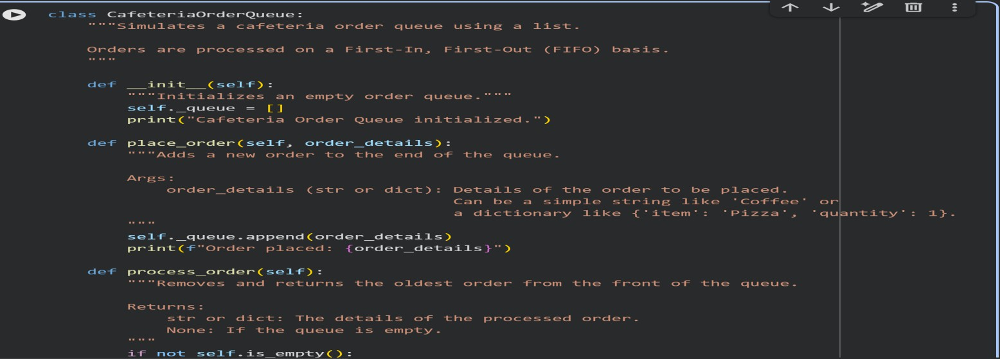 class CafeteriaOrderQueue:
    """Simulates a cafeteria order queue using a list.

    Orders are processed on a First-In, First-Out (FIFO) basis.
    """

    def __init__(self):
        """Initializes an empty order queue."""
        self._queue = []
        print("Cafeteria Order Queue initialized.")

    def place_order(self, order_details):
        """Adds a new order to the end of the queue.

        Args:
            order_details (str or dict): Details of the order to be placed.
                                         Can be a simple string like 'Coffee' or
                                         a dictionary like {'item': 'Pizza', 'quantity': 1}.
        """
        self._queue.append(order_details)
        print(f"Order placed: {order_details}")

    def process_order(self):
        """Removes and returns the oldest order from the front of the queue.

        Returns:
            str or dict: The details of the processed order.
            None: If the queue is empty.
        """
        if not self.is_empty():